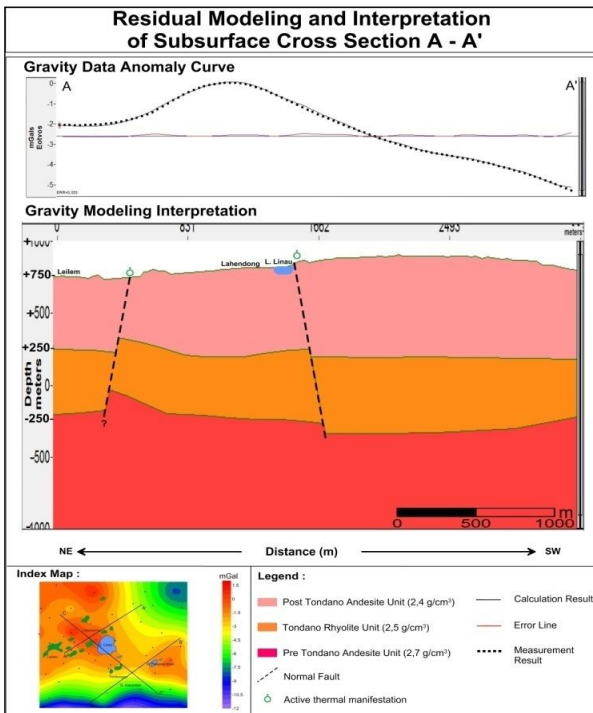 Residual Modeling and Interpretation
of Subsurface Cross Section A - A'
Gravity Data Anomaly Curve
A
A'
0
-1
-2
-3
-4
-5
mGals
Eotvos
Gravity Modeling Interpretation
0
831
1662
2493
meters
+1000
+750
+500
+250
0
-250
-500
-1000
Depth
meters
Leilem
Lahendong
L. Linau
?
m
0
500
1000
NE
Distance (m)
SW
Index Map :
mGal
Legend :
Post Tondano Andesite Unit (2,4 g/cm³)
Tondano Rhyolite Unit (2,5 g/cm³)
Pre Tondano Andesite Unit (2,7 g/cm³)
Normal Fault
Active thermal manifestation
Calculation Result
Error Line
Measurement
Result